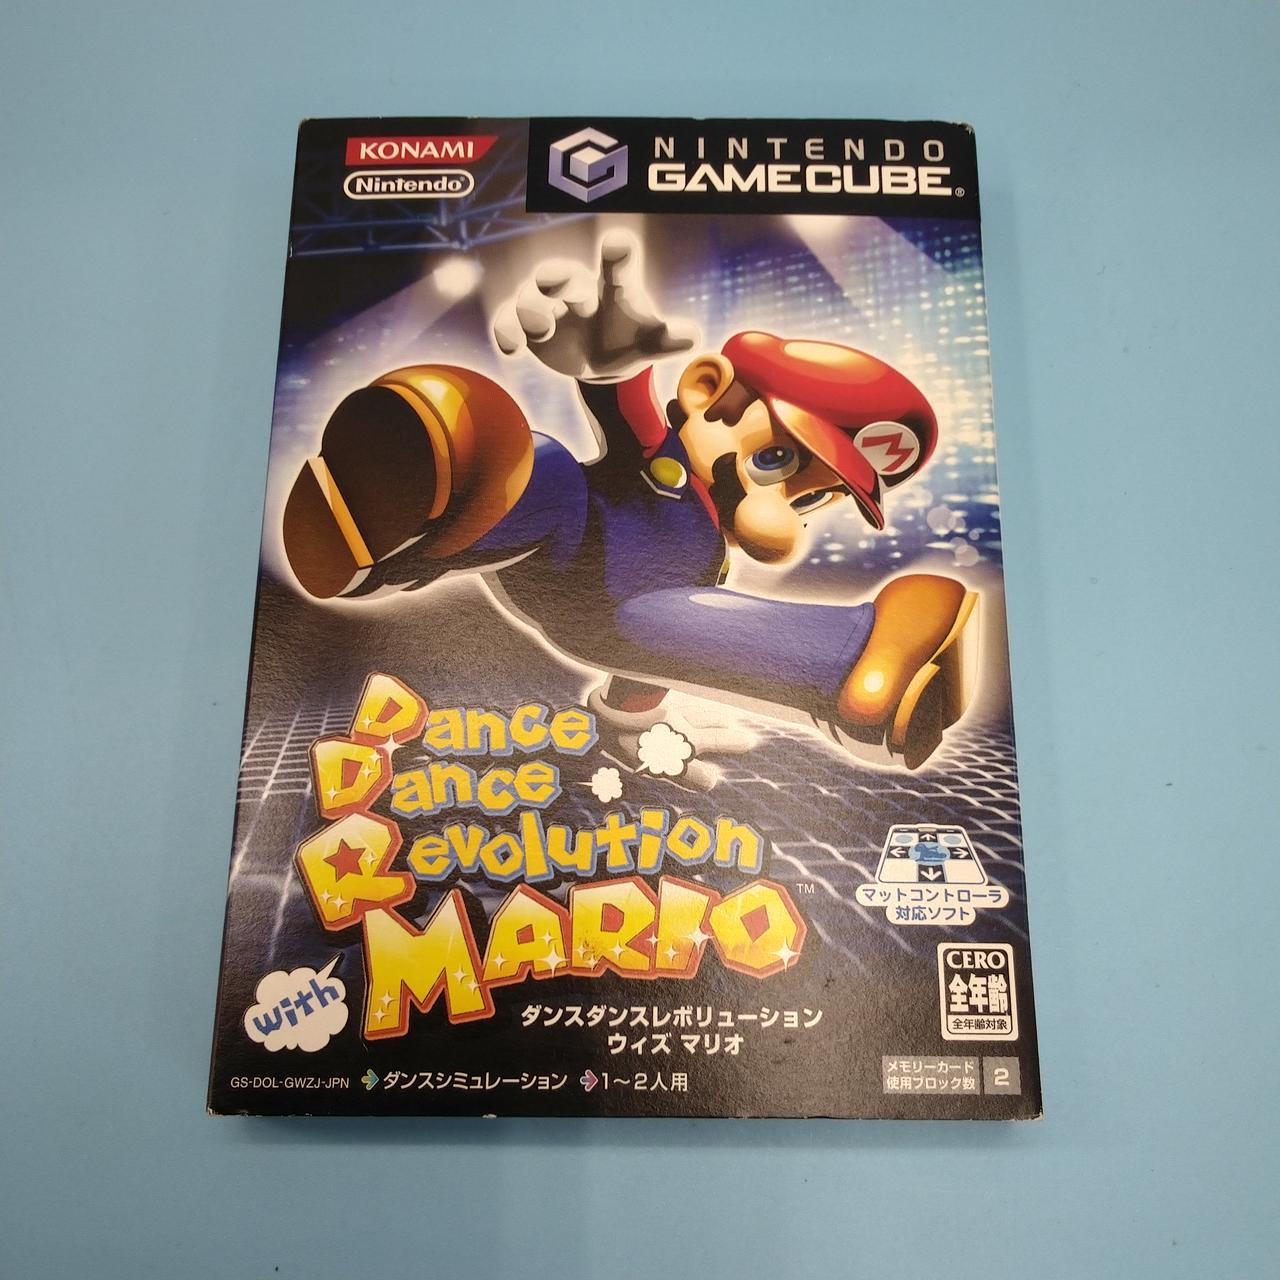 KONAMI
Nintendo®
NINTENDO
GAMECUBE®
M
Dance
Dance
Revolution
with
MARIO™
ダンスダンスレボリューション
ウィズ マリオ
マットコントローラ
対応ソフト
CERO
全年齢
全年齢対象
GS-DOL-GWZJ-JPN
ダンスシミュレーション
1〜2人用
メモリーカード
使用ブロック数
2